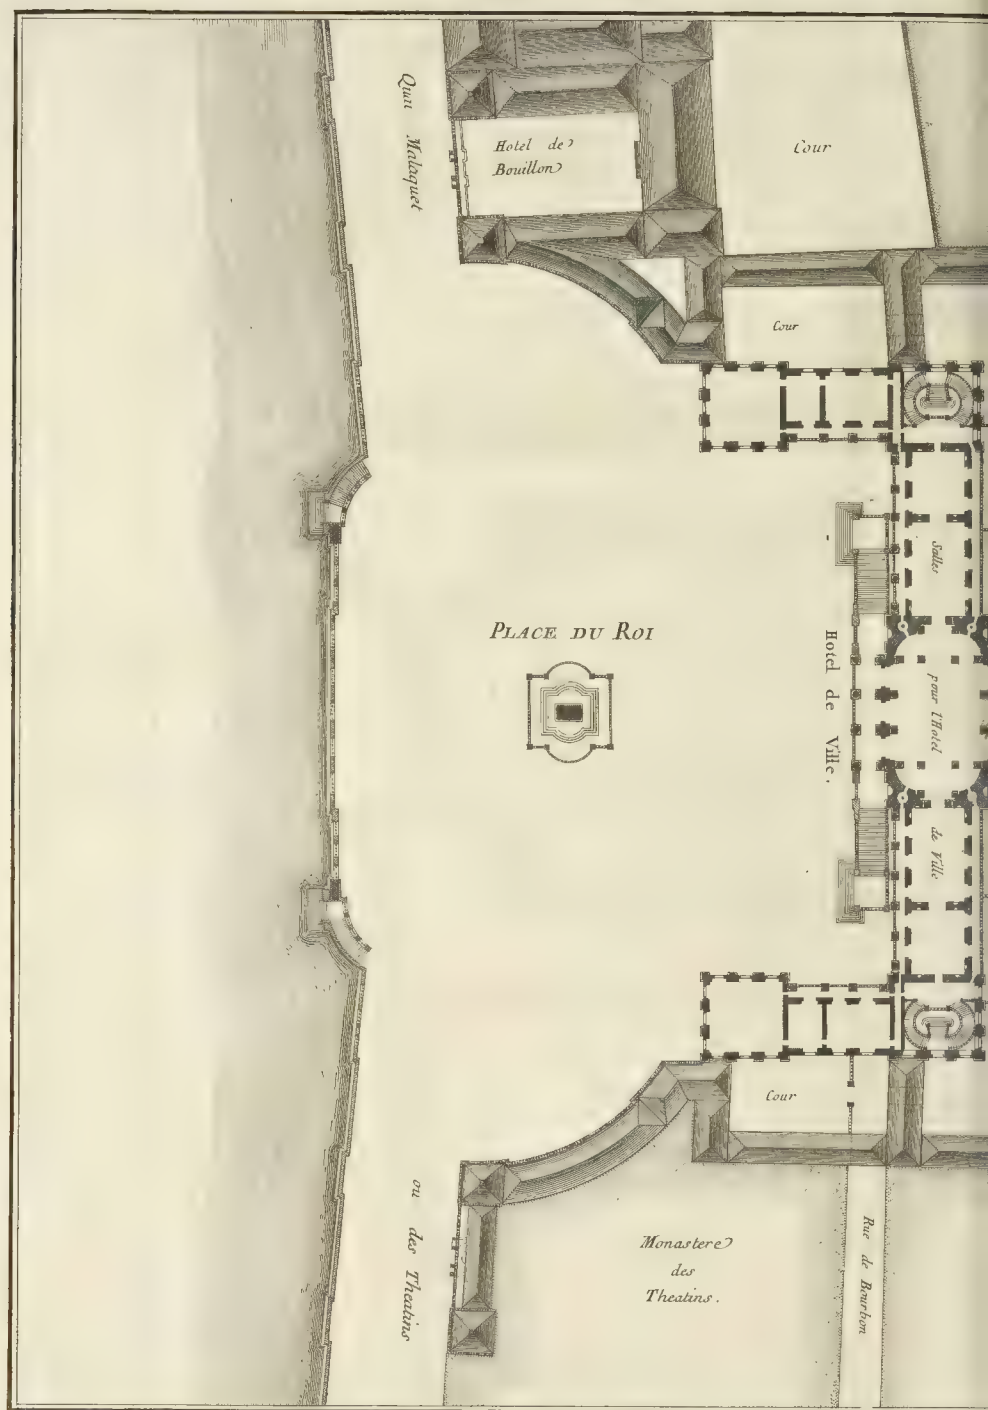 Quai Malaquet
Hotel de
Bouillon
Cour
Cour
PLACE DU ROI
Hotel de Ville.
Salles
pour l'Hotel
de Ville
Cour
ou des Theatins
Monastere
des
Theatins.
Rue de Bourbon